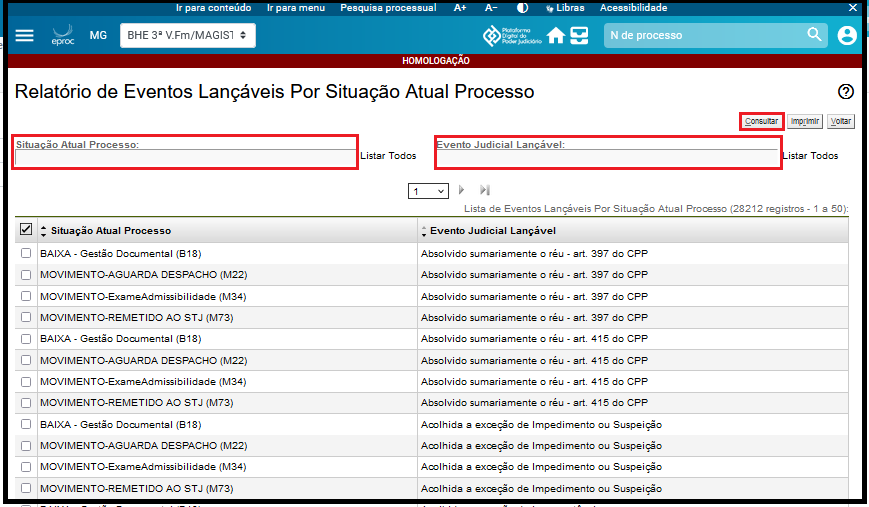 Ir para conteúdo Ir para menu Pesquisa processual A+ A- Libras Acessibilidade ×
eproc MG BHE 3ª V.Fm/MAGIST Plataforma Digital do Poder Judiciário N de processo
HOMOLOGAÇÃO
Relatório de Eventos Lançáveis Por Situação Atual Processo
Consultar Imprimir Voltar
Situação Atual Processo: Evento Judicial Lançável:
Listar Todos Listar Todos
1
Lista de Eventos Lançáveis Por Situação Atual Processo (28212 registros - 1 a 50):
Situação Atual Processo Evento Judicial Lançável
BAIXA - Gestão Documental (B18) Absolvido sumariamente o réu - art. 397 do CPP
MOVIMENTO-AGUARDA DESPACHO (M22) Absolvido sumariamente o réu - art. 397 do CPP
MOVIMENTO-ExameAdmissibilidade (M34) Absolvido sumariamente o réu - art. 397 do CPP
MOVIMENTO-REMETIDO AO STJ (M73) Absolvido sumariamente o réu - art. 397 do CPP
BAIXA - Gestão Documental (B18) Absolvido sumariamente o réu - art. 415 do CPP
MOVIMENTO-AGUARDA DESPACHO (M22) Absolvido sumariamente o réu - art. 415 do CPP
MOVIMENTO-ExameAdmissibilidade (M34) Absolvido sumariamente o réu - art. 415 do CPP
MOVIMENTO-REMETIDO AO STJ (M73) Absolvido sumariamente o réu - art. 415 do CPP
BAIXA - Gestão Documental (B18) Acolhida a exceção de Impedimento ou Suspeição
MOVIMENTO-AGUARDA DESPACHO (M22) Acolhida a exceção de Impedimento ou Suspeição
MOVIMENTO-ExameAdmissibilidade (M34) Acolhida a exceção de Impedimento ou Suspeição
MOVIMENTO-REMETIDO AO STJ (M73) Acolhida a exceção de Impedimento ou Suspeição